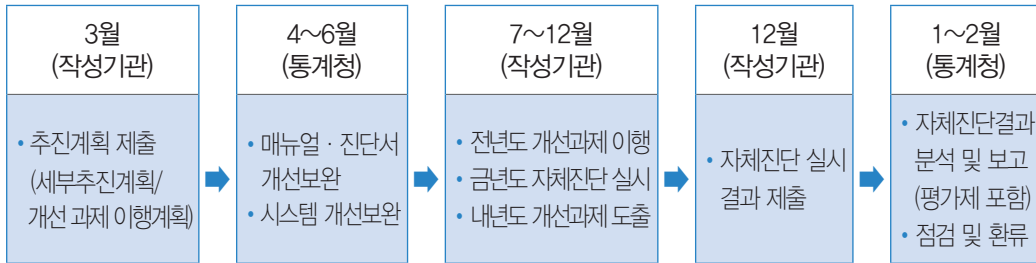 3월
(작성기관)
• 추진계획 제출
(세부추진계획/
개선 과제 이행계획)
4~6월
(통계청)
• 매뉴얼 · 진단서
개선보완
• 시스템 개선보완
7~12월
(작성기관)
• 전년도 개선과제 이행
• 금년도 자체진단 실시
• 내년도 개선과제 도출
12월
(작성기관)
• 자체진단 실시
결과 제출
1~2월
(통계청)
• 자체진단결과
분석 및 보고
(평가제 포함)
• 점검 및 환류